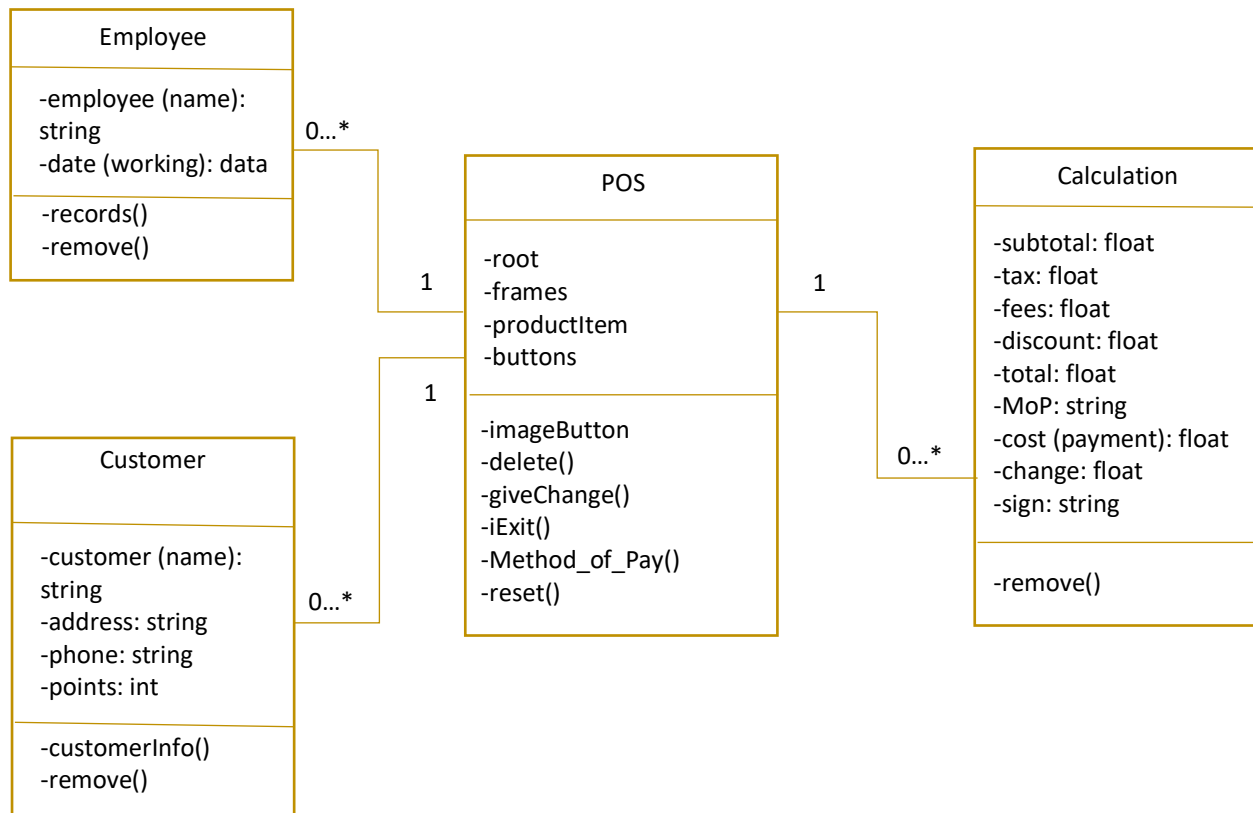 Employee
-employee (name):
string
-date (working): data
-records()
-remove()
0...*
1
POS
-root
-frames
-productItem
-buttons
-imageButton
-delete()
-giveChange()
-iExit()
-Method_of_Pay()
-reset()
1
0...*
Calculation
-subtotal: float
-tax: float
-fees: float
-discount: float
-total: float
-MoP: string
-cost (payment): float
-change: float
-sign: string
-remove()
1
0...*
Customer
-customer (name):
string
-address: string
-phone: string
-points: int
-customerInfo()
-remove()